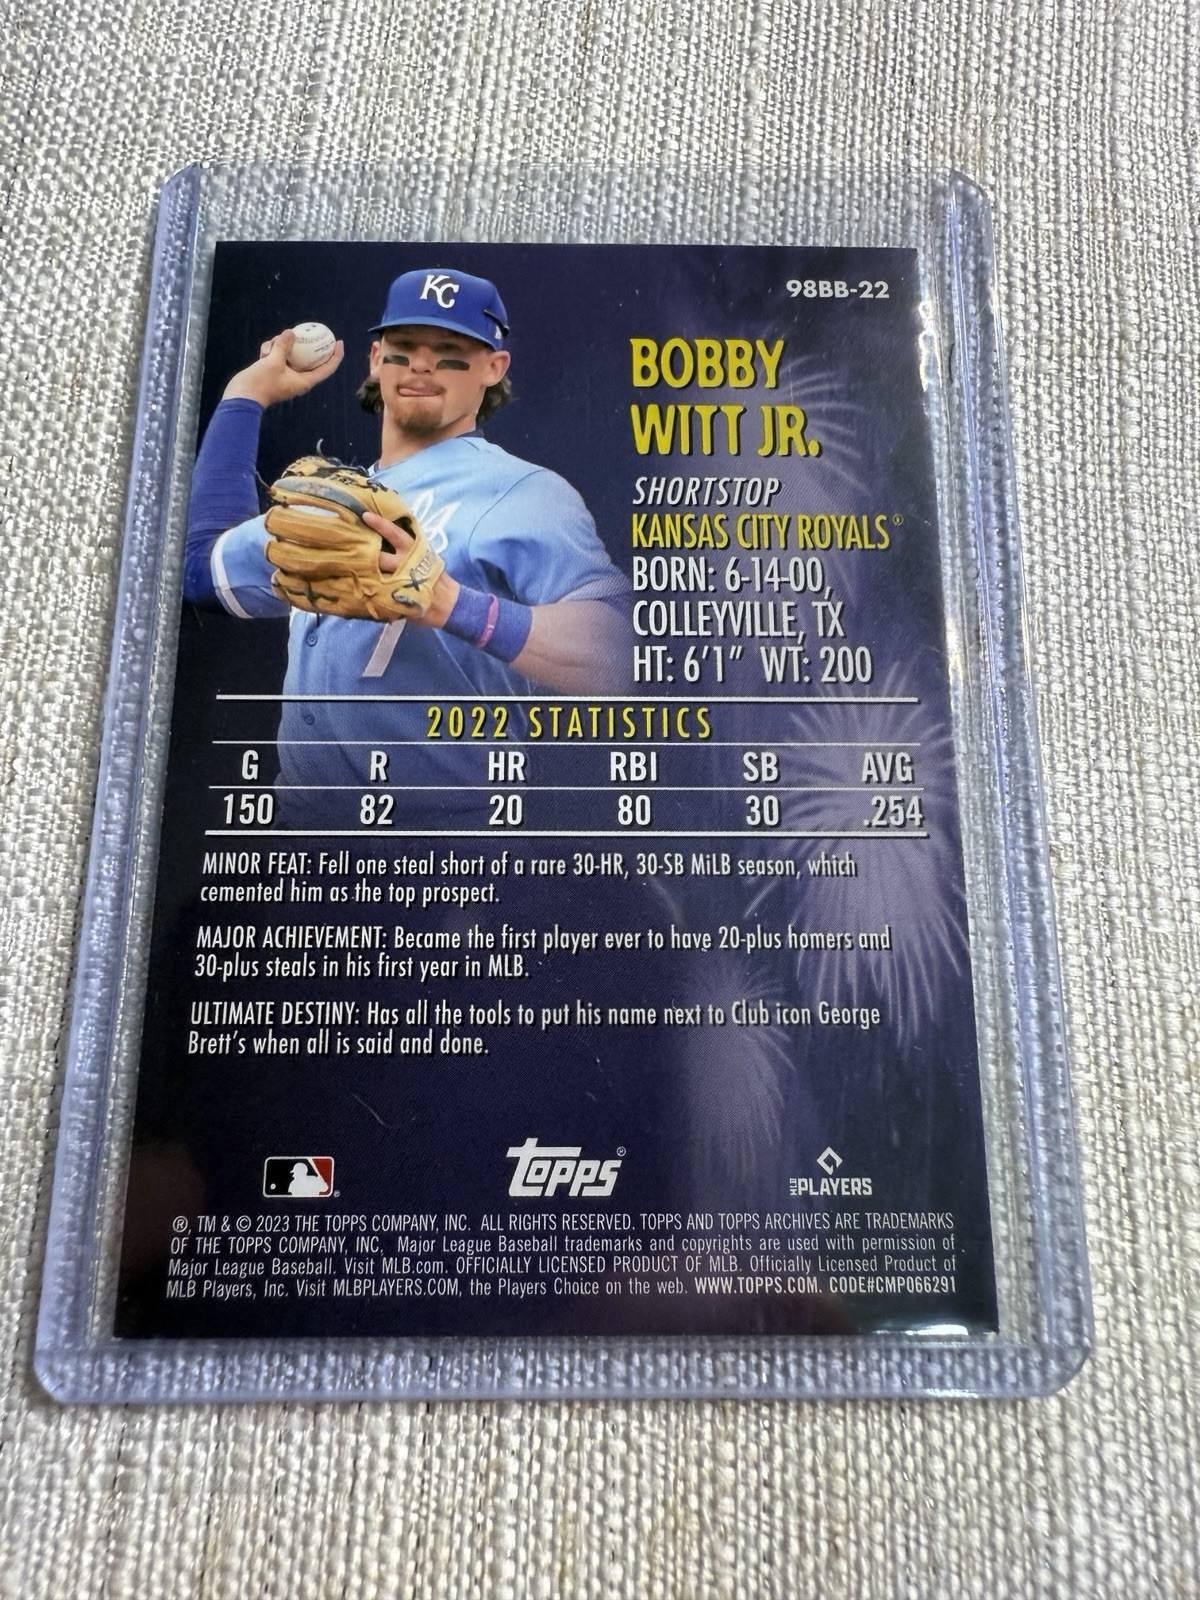 98BB-22
KC
BOBBY
WITT JR.
SHORTSTOP
KANSAS CITY ROYALS®
BORN: 6-14-00,
COLLEYVILLE, TX
HT: 6'1" WT: 200
7
2022 STATISTICS
G R HR RBI SB AVG
150 82 20 80 30 .254
MINOR FEAT: Fell one steal short of a rare 30-HR, 30-SB MiLB season, which
cemented him as the top prospect.
MAJOR ACHIEVEMENT: Became the first player ever to have 20-plus homers and
30-plus steals in his first year in MLB.
ULTIMATE DESTINY: Has all the tools to put his name next to Club icon George
Brett's when all is said and done.
topps®
MLB PLAYERS
®, TM & © 2023 THE TOPPS COMPANY, INC. ALL RIGHTS RESERVED. TOPPS AND TOPPS ARCHIVES ARE TRADEMARKS
OF THE TOPPS COMPANY, INC. Major League Baseball trademarks and copyrights are used with permission of
Major League Baseball. Visit MLB.com. OFFICIALLY LICENSED PRODUCT OF MLB. Officially Licensed Product of
MLB Players, Inc. Visit MLBPLAYERS.COM, the Players Choice on the web. WWW.TOPPS.COM. CODE#CMP066291